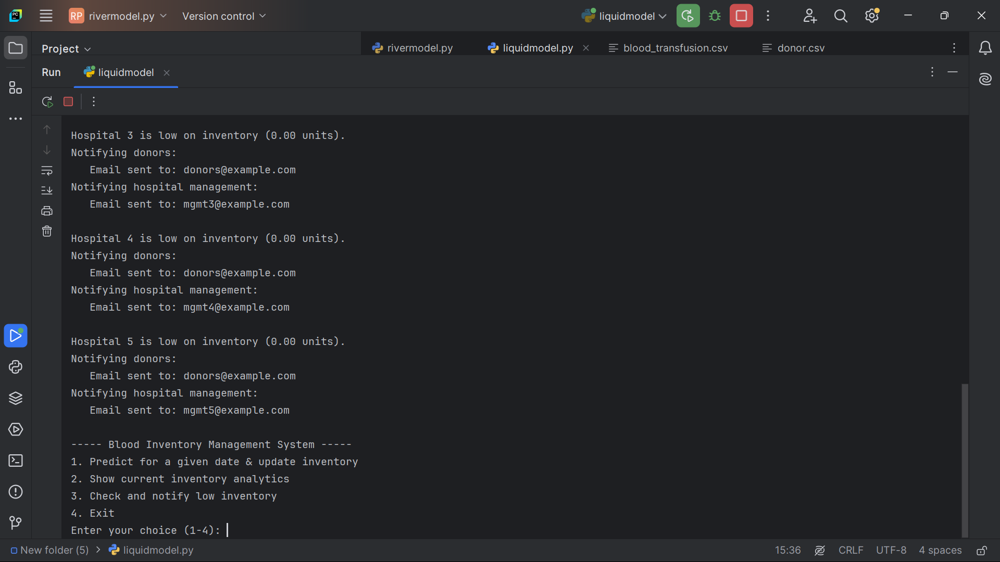 RP rivermodel.py Version control liquidmodel
Project rivermodel.py liquidmodel.py blood_transfusion.csv donor.csv
Run liquidmodel
Hospital 3 is low on inventory (0.00 units).
Notifying donors:
Email sent to: donors@example.com
Notifying hospital management:
Email sent to: mgmt3@example.com
Hospital 4 is low on inventory (0.00 units).
Notifying donors:
Email sent to: donors@example.com
Notifying hospital management:
Email sent to: mgmt4@example.com
Hospital 5 is low on inventory (0.00 units).
Notifying donors:
Email sent to: donors@example.com
Notifying hospital management:
Email sent to: mgmt5@example.com
----- Blood Inventory Management System -----
1. Predict for a given date & update inventory
2. Show current inventory analytics
3. Check and notify low inventory
4. Exit
Enter your choice (1-4):
New folder (5) > liquidmodel.py 15:36 CRLF UTF-8 4 spaces